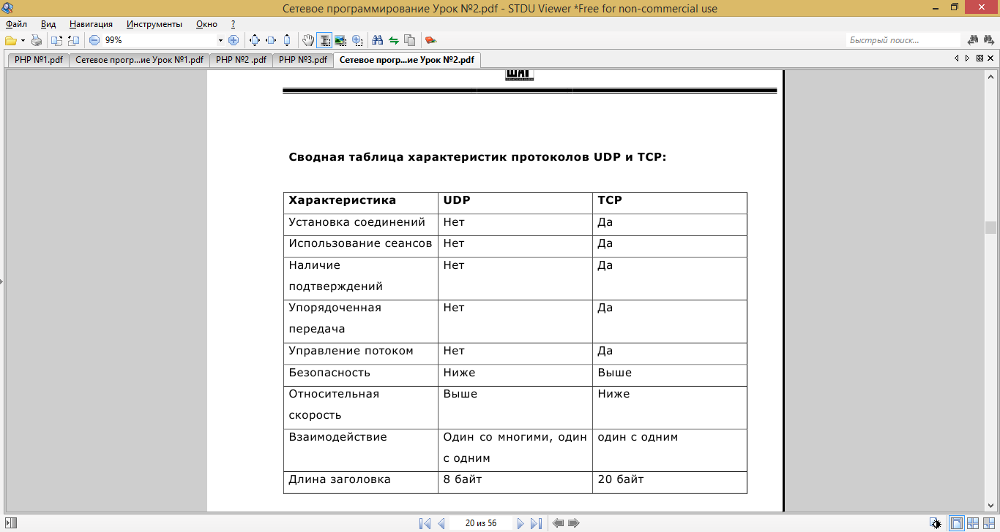 Сетевое программирование Урок №2.pdf - STDU Viewer *Free for non-commercial use
Файл Вид Навигация Инструменты Окно ?
99% Быстрый поиск...
PHP №1.pdf Сетевое прогр...ие Урок №1.pdf PHP №2 .pdf PHP №3.pdf Сетевое прогр...ие Урок №2.pdf
ШАГ
Сводная таблица характеристик протоколов UDP и TCP:
Характеристика UDP TCP
Установка соединений Нет Да
Использование сеансов Нет Да
Наличие Нет Да
подтверждений
Упорядоченная Нет Да
передача
Управление потоком Нет Да
Безопасность Ниже Выше
Относительная Выше Ниже
скорость
Взаимодействие Один со многими, один один с одним
с одним
Длина заголовка 8 байт 20 байт
20 из 56